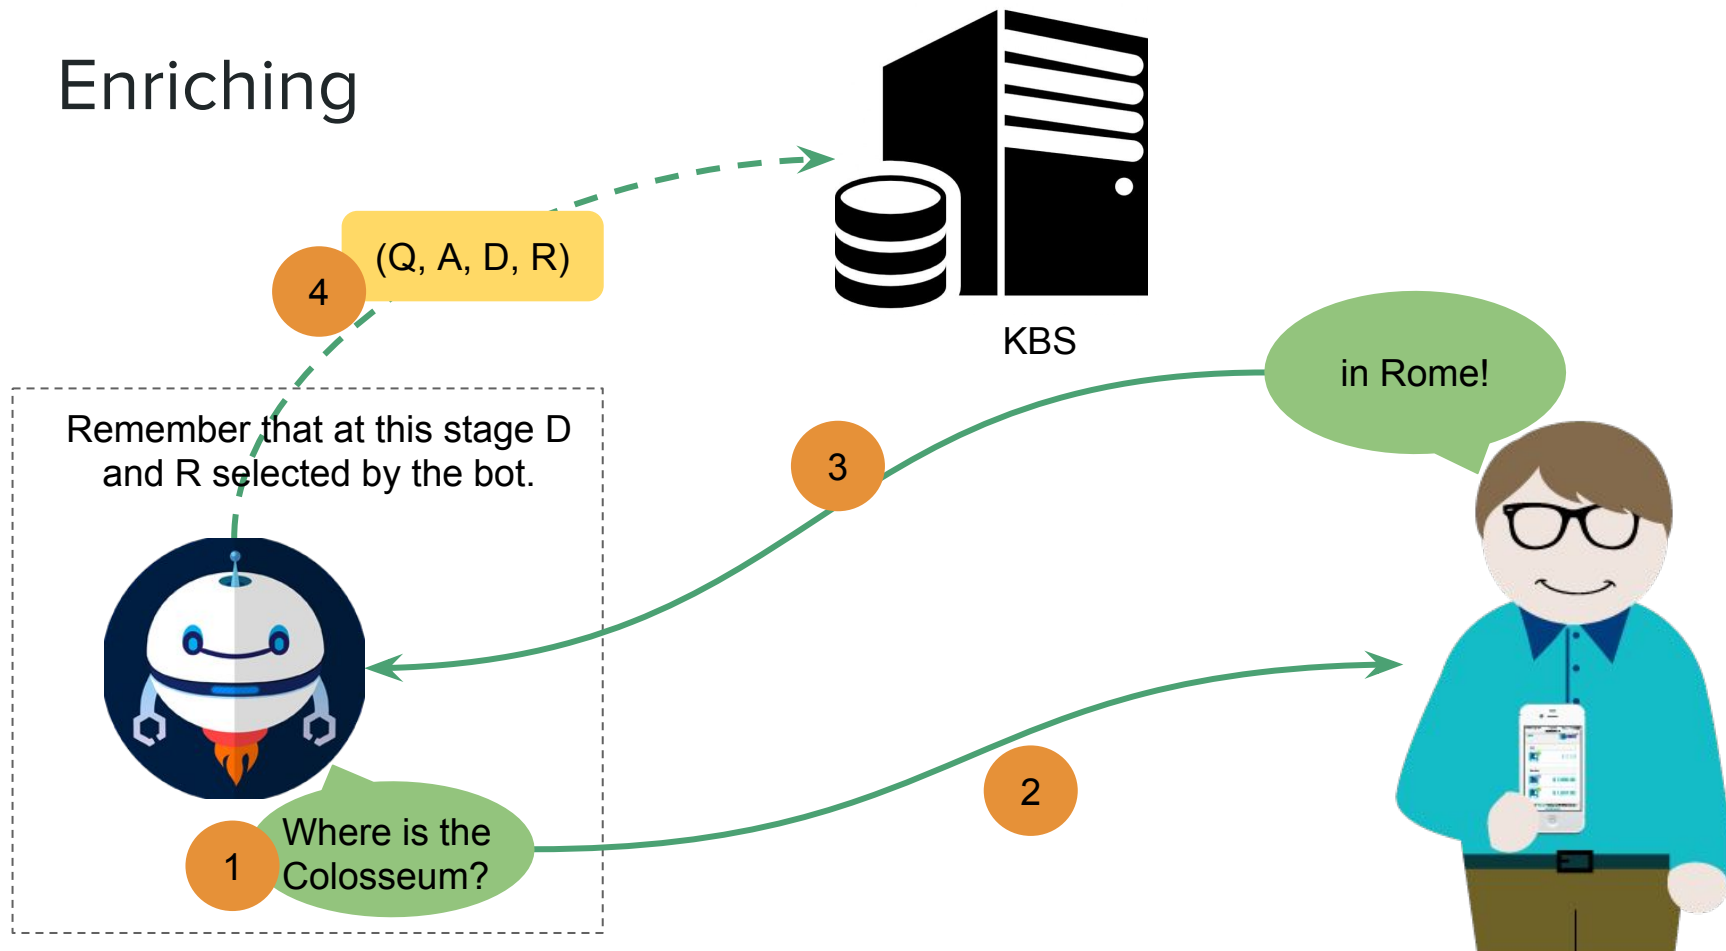 Enriching
(Q, A, D, R)
4
KBS
in Rome!
Remember that at this stage D
and R selected by the bot.
3
2
1
Where is the
Colosseum?